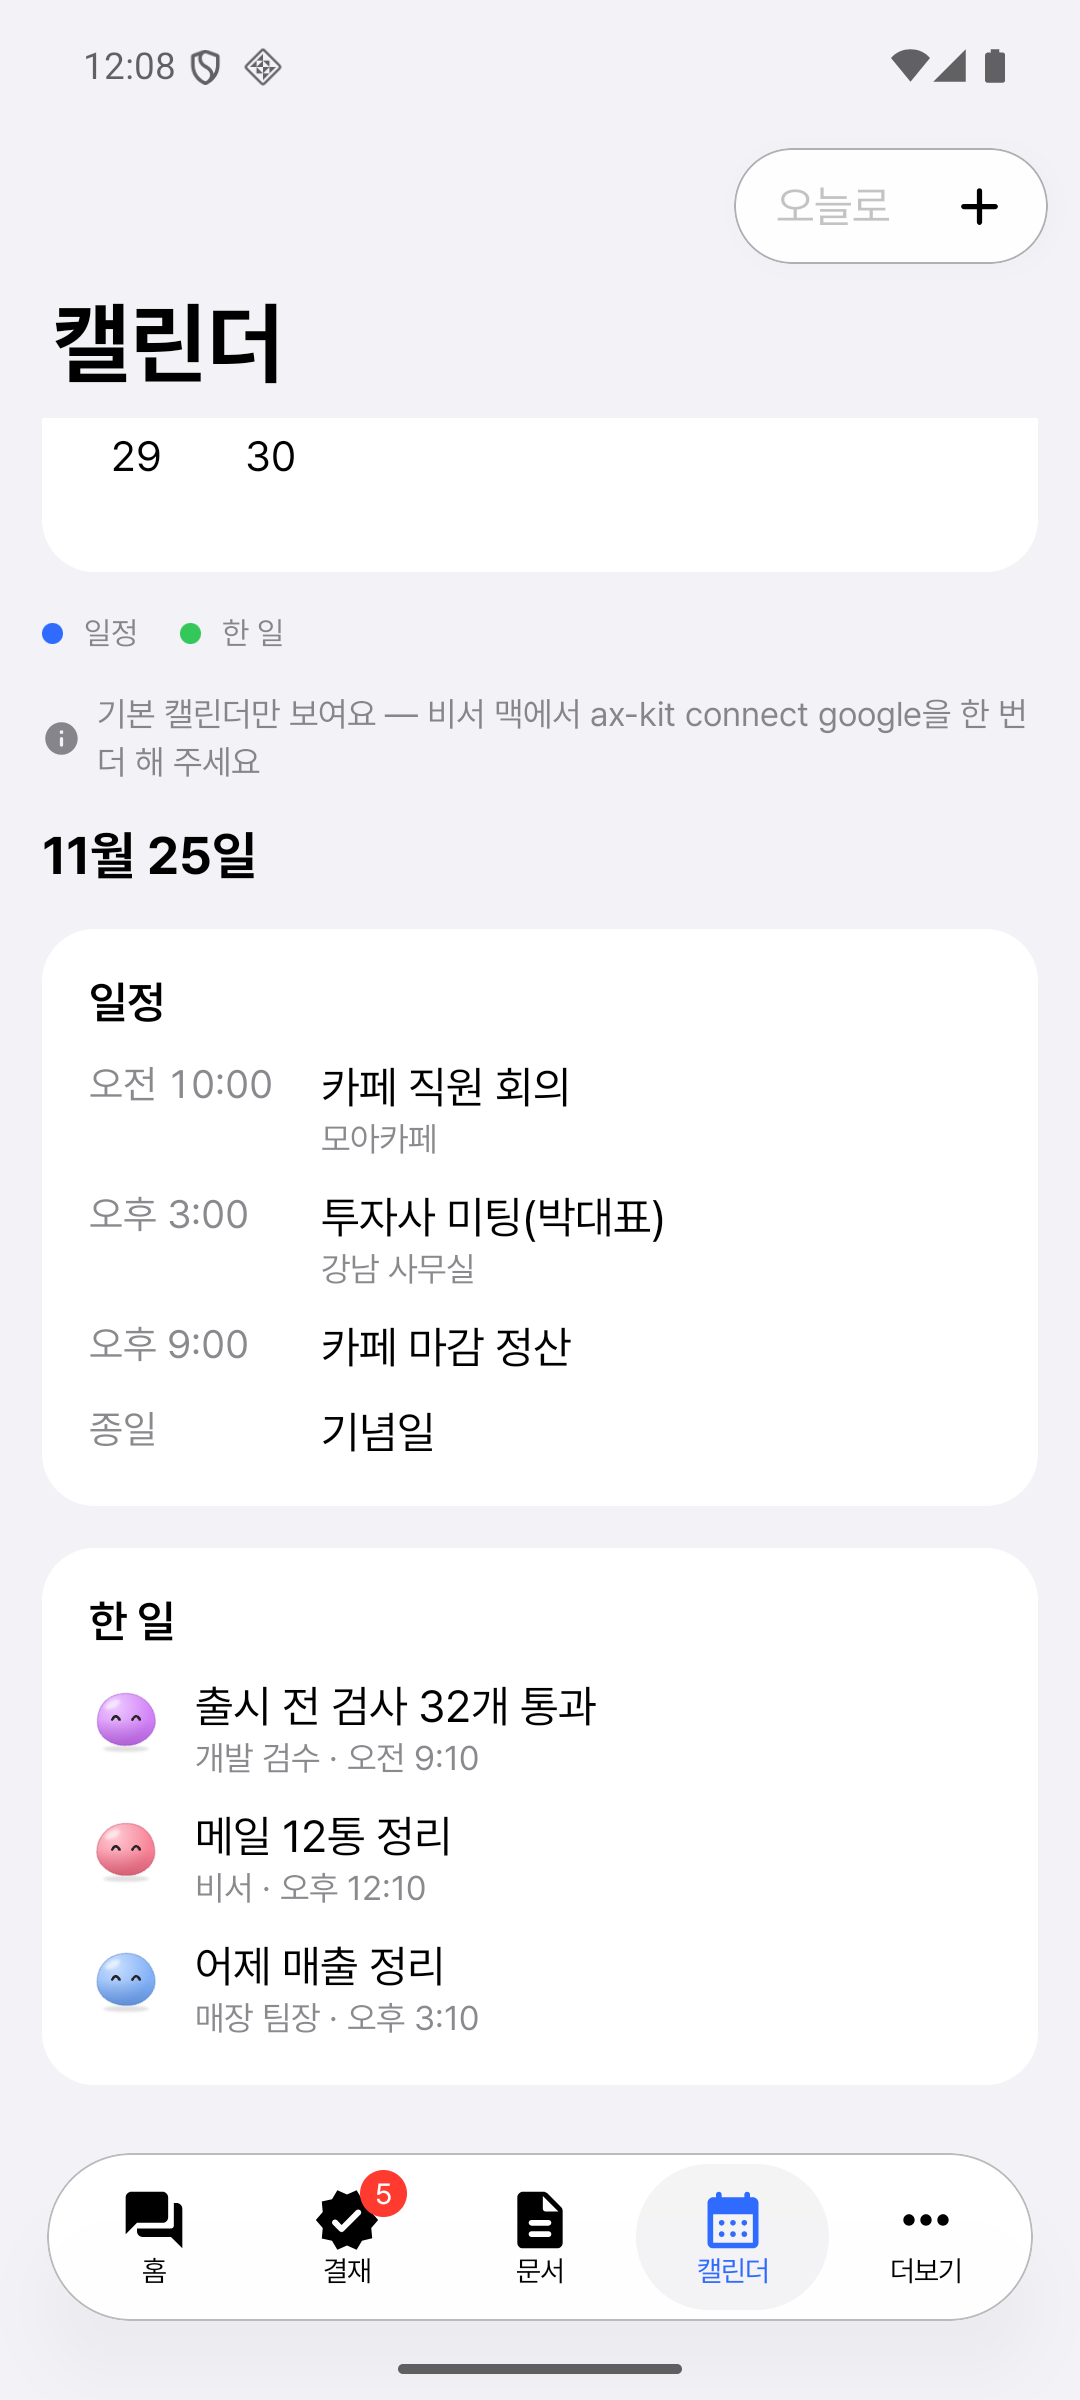 12:08
오늘로 +
캘린더
29 30
일정 한 일
기본 캘린더만 보여요 — 비서 맥에서 ax-kit connect google을 한 번
더 해 주세요
11월 25일
일정
오전 10:00 카페 직원 회의
모아카페
오후 3:00 투자사 미팅(박대표)
강남 사무실
오후 9:00 카페 마감 정산
종일 기념일
한 일
출시 전 검사 32개 통과
개발 검수 · 오전 9:10
메일 12통 정리
비서 · 오후 12:10
어제 매출 정리
매장 팀장 · 오후 3:10
5
홈 결재 문서 캘린더 더보기